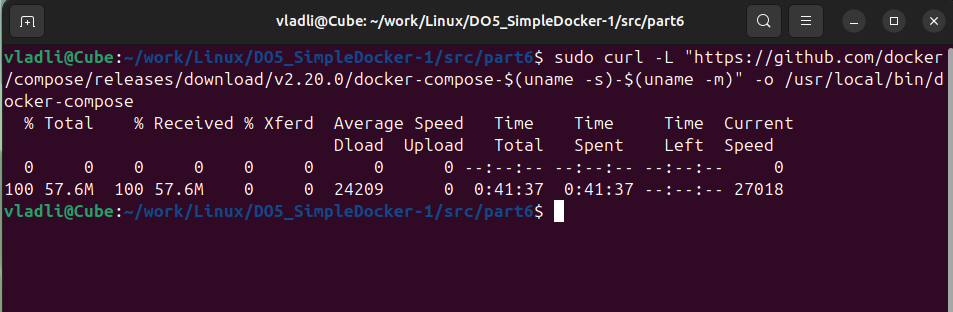 vladli@Cube: ~/work/Linux/DO5_SimpleDocker-1/src/part6
vladli@Cube:~/work/Linux/DO5_SimpleDocker-1/src/part6$ sudo curl -L "https://github.com/docker
/compose/releases/download/v2.20.0/docker-compose-$(uname -s)-$(uname -m)" -o /usr/local/bin/d
ocker-compose
  % Total    % Received % Xferd  Average Speed   Time    Time     Time  Current
                                 Dload  Upload   Total   Spent    Left  Speed
  0     0    0     0    0     0      0      0 --:--:-- --:--:-- --:--:--     0
100 57.6M  100 57.6M    0     0  24209      0  0:41:37  0:41:37 --:--:-- 27018
vladli@Cube:~/work/Linux/DO5_SimpleDocker-1/src/part6$